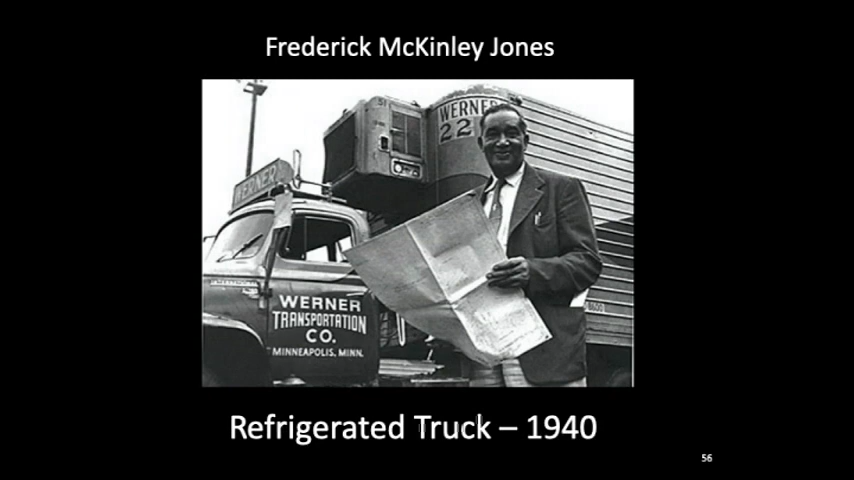 Frederick McKinley Jones
WERNER
22
WERNER
WERNER
TRANSPORTATION
CO.
MINNEAPOLIS, MINN.
Refrigerated Truck – 1940
56